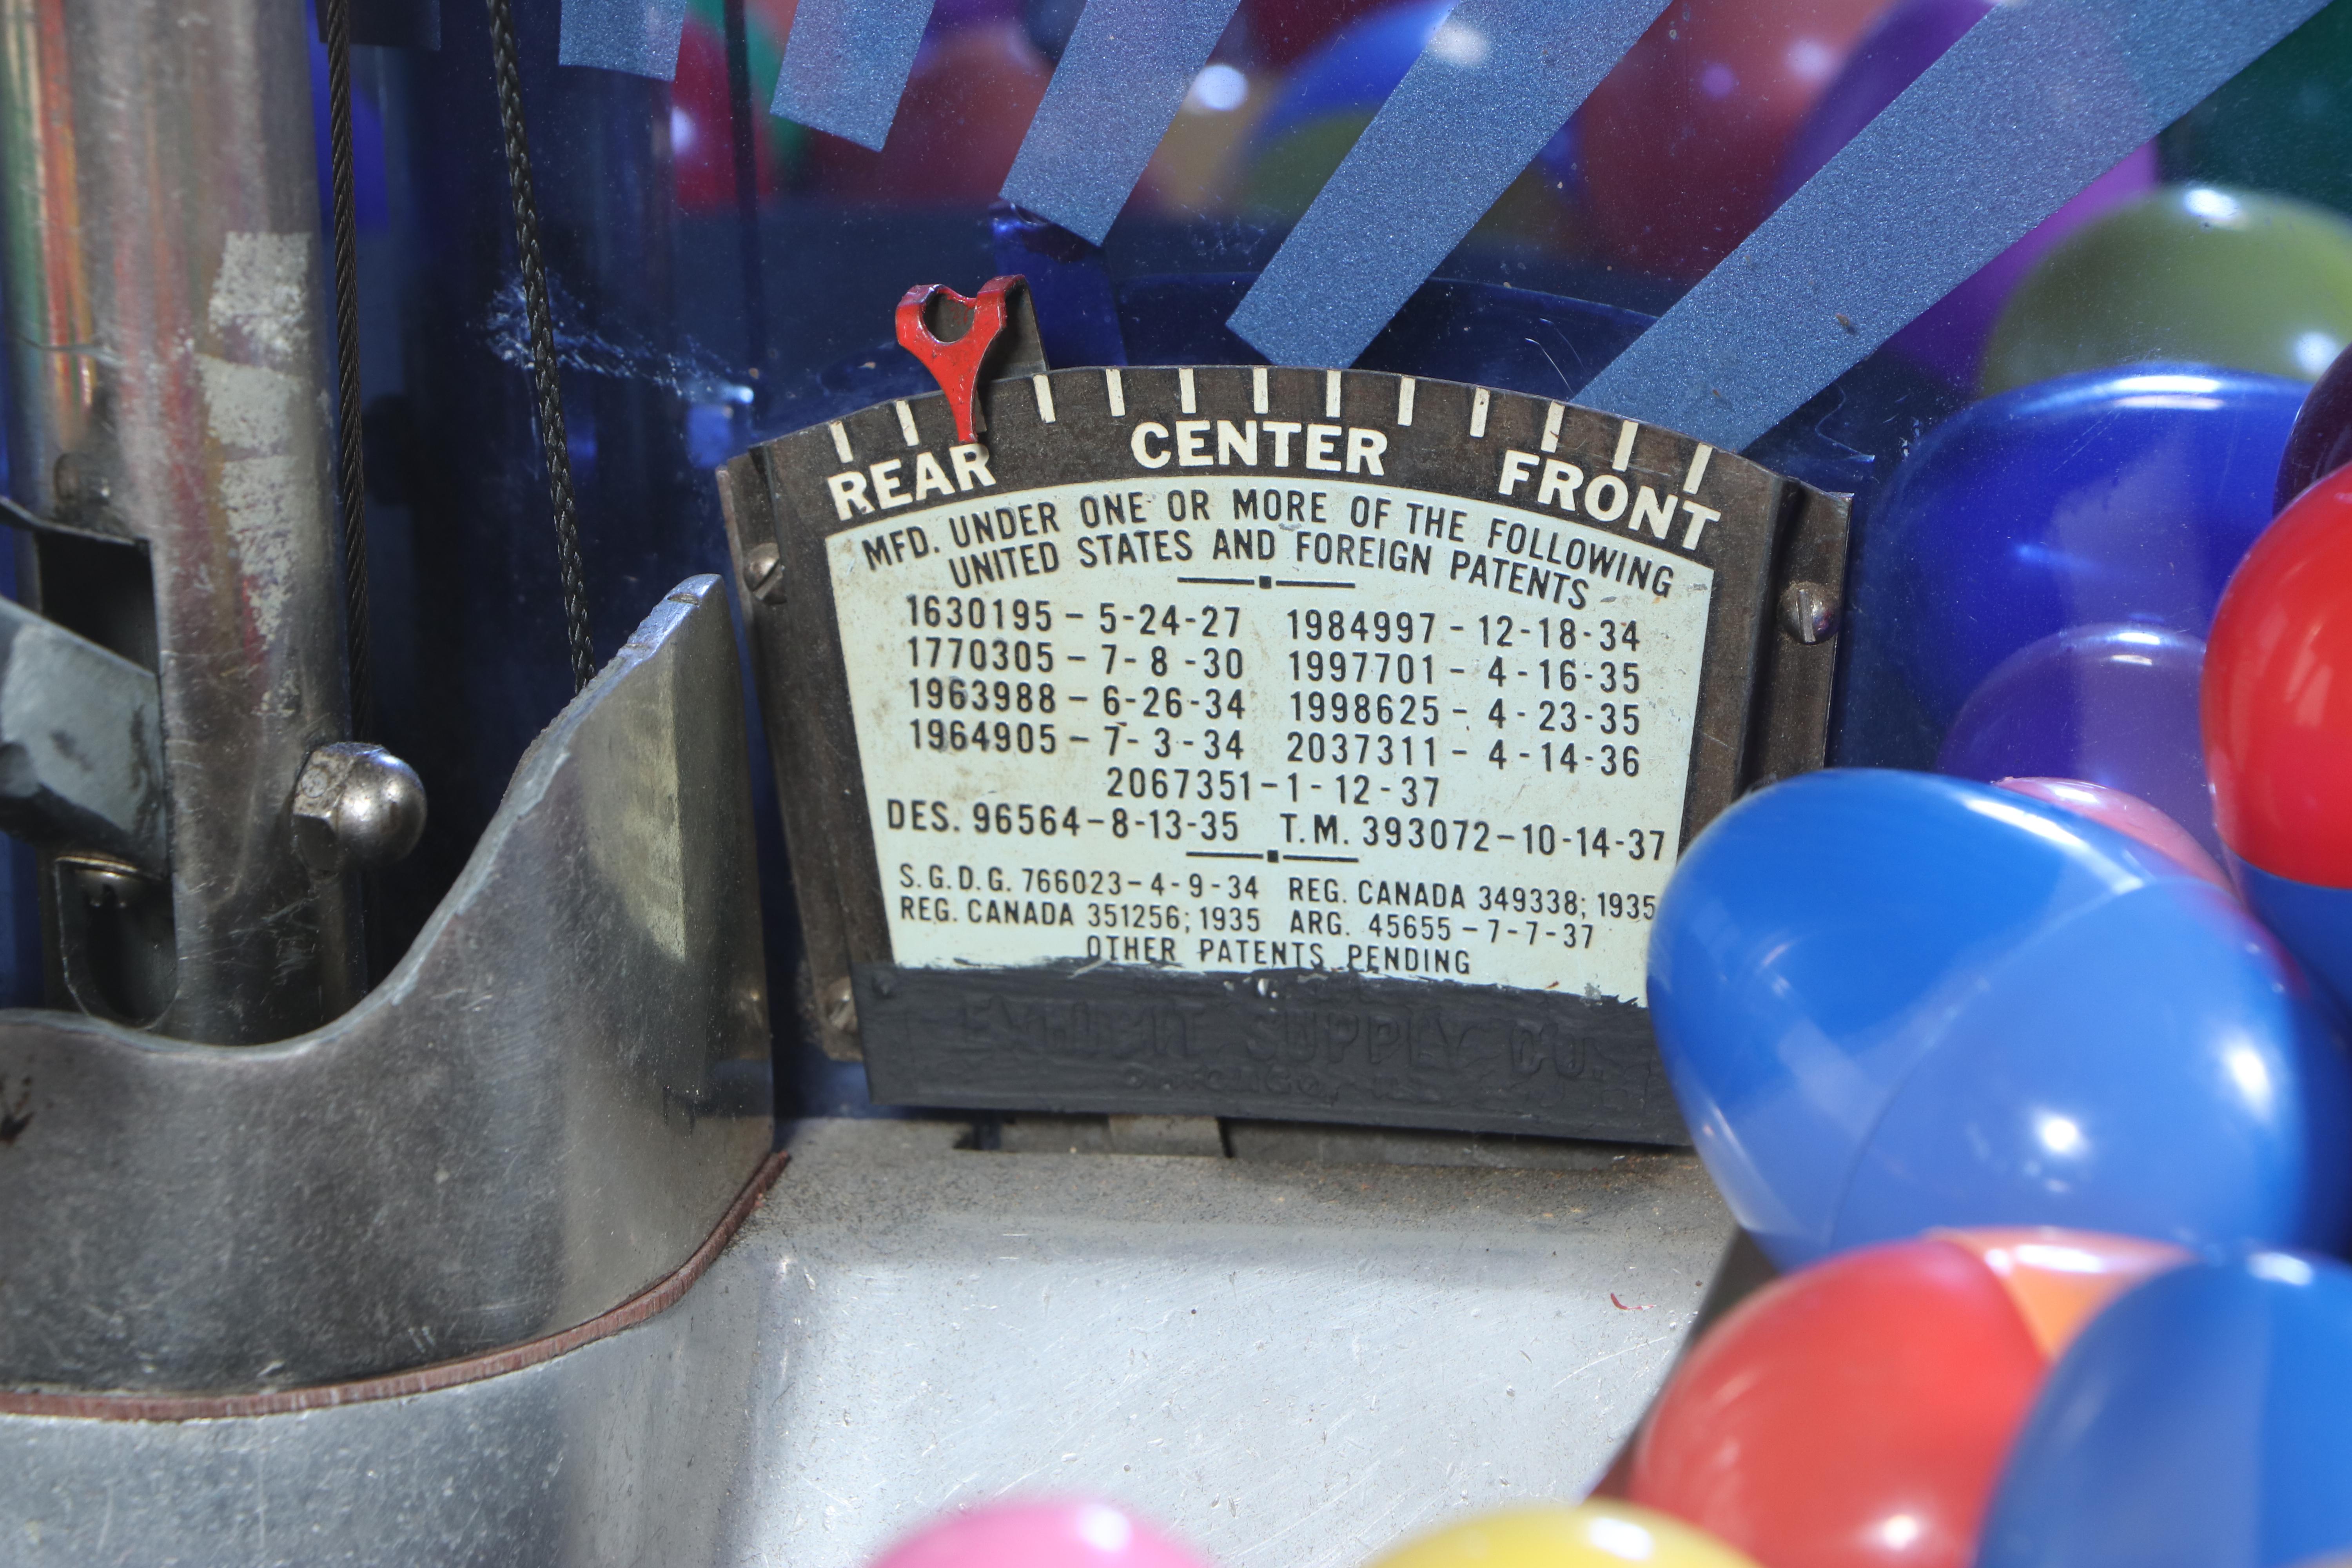 REAR CENTER FRONT
MFD. UNDER ONE OR MORE OF THE FOLLOWING
UNITED STATES AND FOREIGN PATENTS
1630195 - 5-24-27 1984997 - 12-18-34
1770305 - 7-8-30 1997701 - 4-16-35
1963988 - 6-26-34 1998625 - 4-23-35
1964905 - 7-3-34 2037311 - 4-14-36
2067351-1-12-37
DES. 96564-8-13-35 T.M. 393072-10-14-37
S.G.D.G. 766023-4-9-34 REG. CANADA 349338; 1935
REG. CANADA 351256; 1935 ARG. 45655-7-7-37
OTHER PATENTS PENDING
EXHIBIT SUPPLY CO.